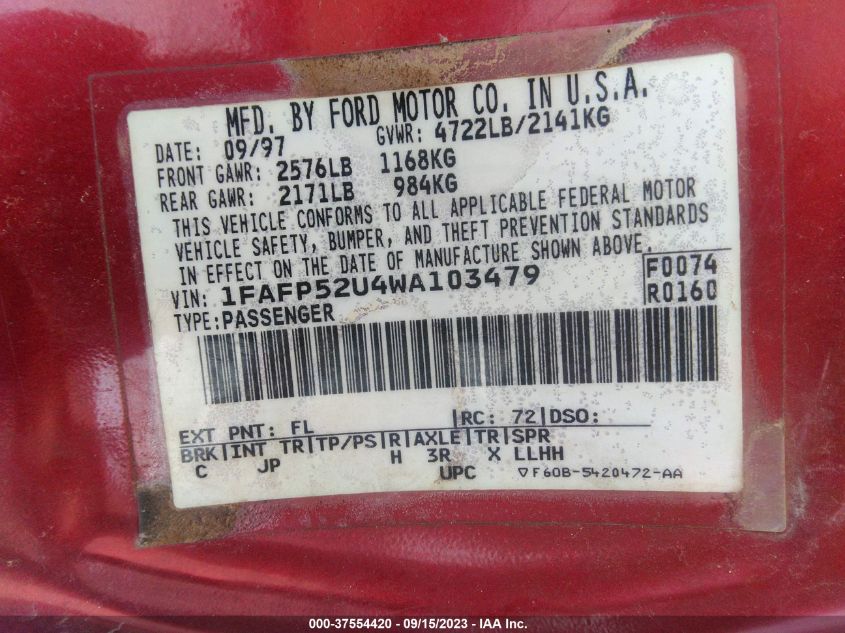 MFD. BY FORD MOTOR CO. IN U.S.A.
DATE: 09/97 GVWR: 4722LB/2141KG
FRONT GAWR: 2576LB 1168KG
REAR GAWR: 2171LB 984KG
THIS VEHICLE CONFORMS TO ALL APPLICABLE FEDERAL MOTOR
VEHICLE SAFETY, BUMPER, AND THEFT PREVENTION STANDARDS
IN EFFECT ON THE DATE OF MANUFACTURE SHOWN ABOVE.
VIN: 1FAFP52U4WA103479 F0074
TYPE: PASSENGER R0160
EXT PNT: FL RC: 72 DSO:
BRK INT TR TP/PS R AXLE TR SPR
C JP H 3R X LLHH
UPC ▽F60B-5420472-AA
000-37554420 - 09/15/2023 - IAA Inc.